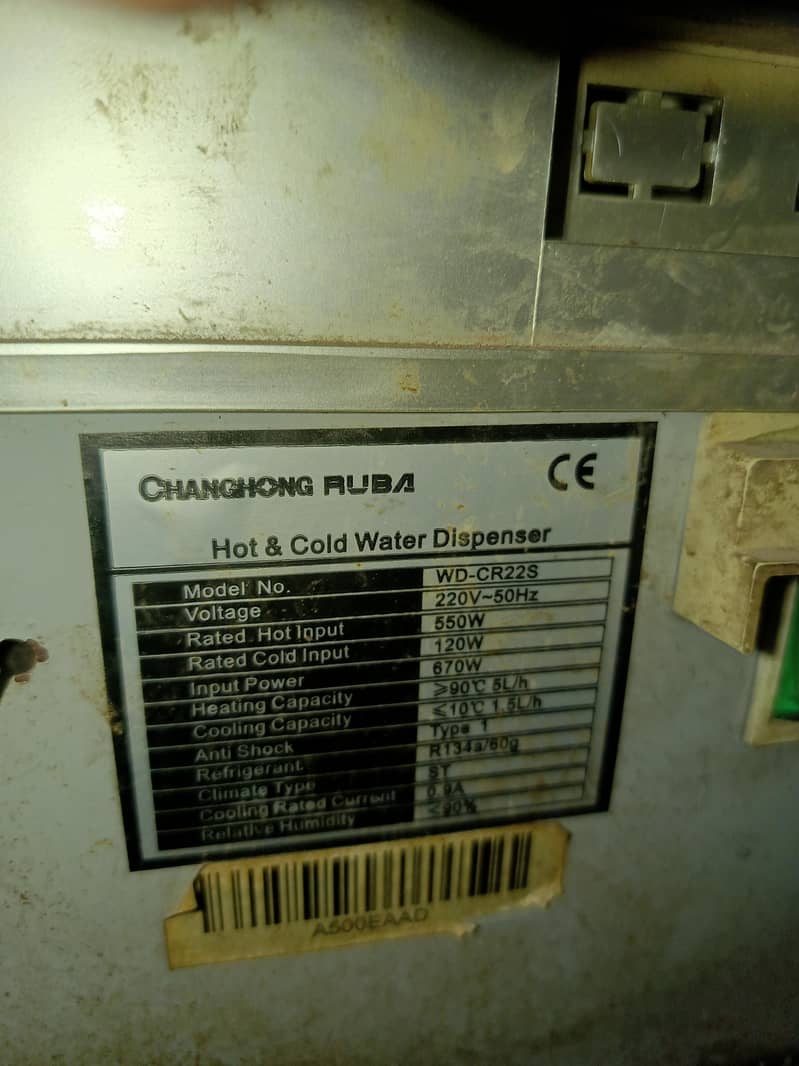 CHANGHONG RUBA CE
Hot & Cold Water Dispenser
Model No. WD-CR22S
Voltage 220V~50Hz
Rated Hot Input 550W
Rated Cold Input 120W
Input Power 670W
Heating Capacity ≥90℃ 5L/h
Cooling Capacity ≤10℃ 1.5L/h
Anti Shock Type 1
Refrigerant R134a/60g
Climate Type ST
Cooling Rated Current 0.9A
Relative Humidity ≤90%
A500EAAD